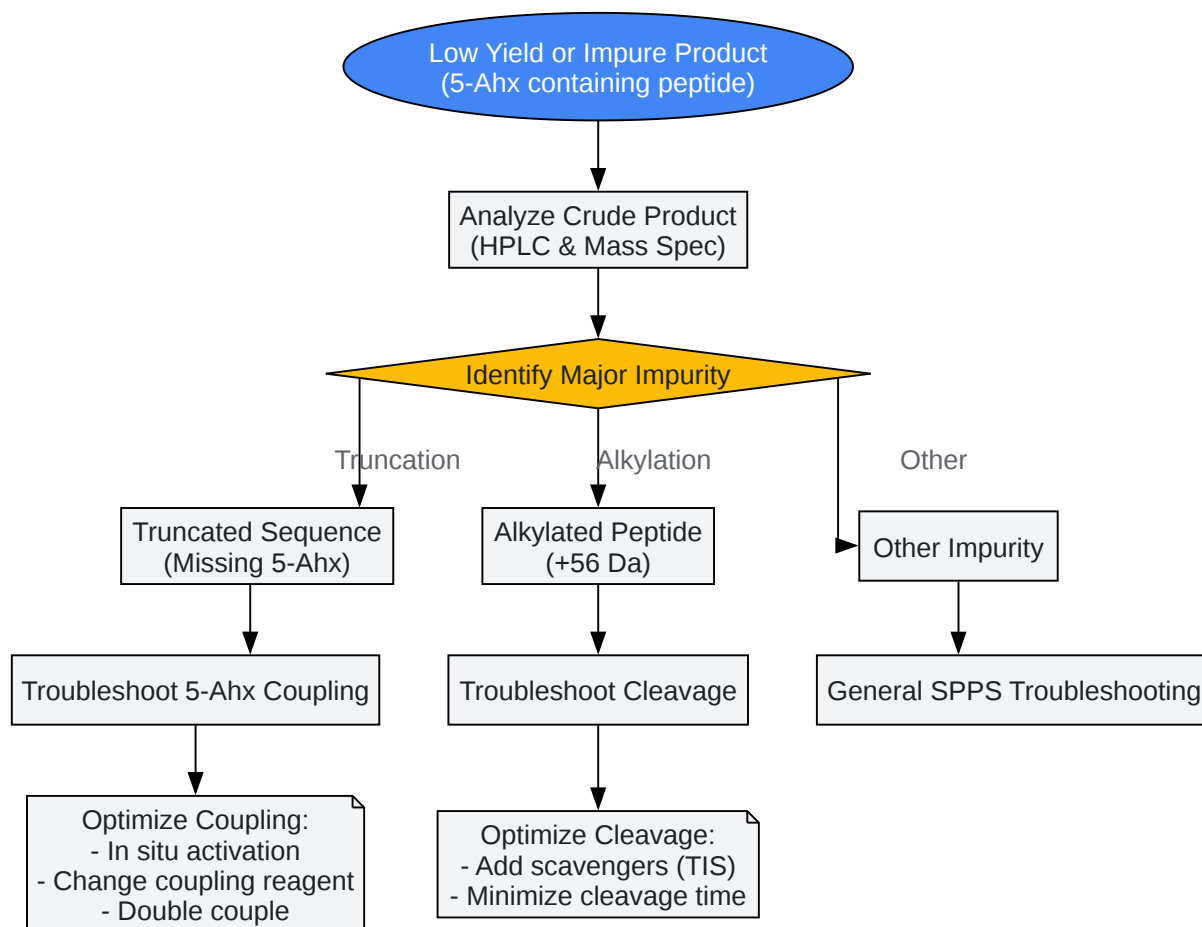 Low Yield or Impure Product
(5-Ahx containing peptide)
Analyze Crude Product
(HPLC & Mass Spec)
Identify Major Impurity
Truncation
Alkylation
Other
Truncated Sequence
(Missing 5-Ahx)
Alkylated Peptide
(+56 Da)
Other Impurity
Troubleshoot 5-Ahx Coupling
Troubleshoot Cleavage
General SPPS Troubleshooting
Optimize Coupling:
- In situ activation
- Change coupling reagent
- Double couple
Optimize Cleavage:
- Add scavengers (TIS)
- Minimize cleavage time